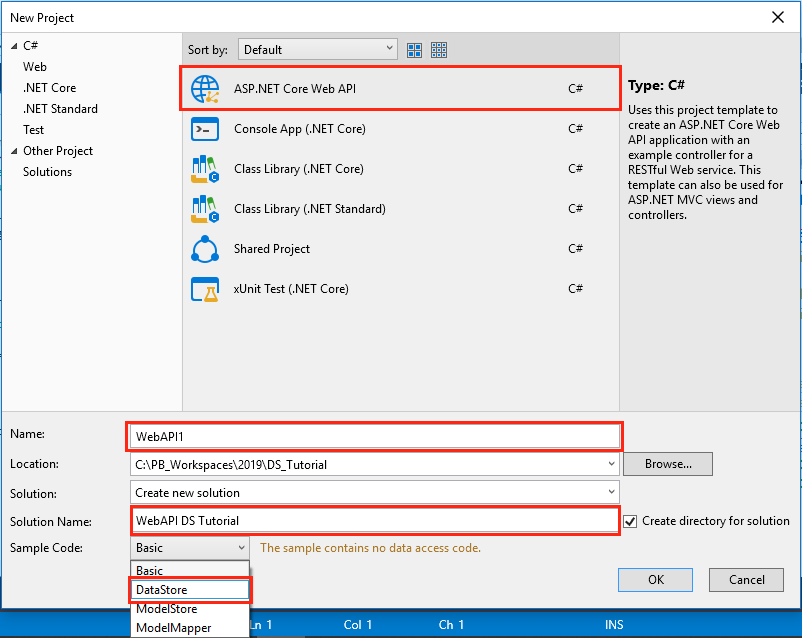 New Project
C#
Web
.NET Core
.NET Standard
Test
Other Project
Solutions
Sort by: Default
ASP.NET Core Web API C#
Console App (.NET Core) C#
Class Library (.NET Core) C#
Class Library (.NET Standard) C#
Shared Project C#
xUnit Test (.NET Core) C#
Type: C#
Uses this project template to
create an ASP.NET Core Web
API application with an
example controller for a
RESTful Web service. This
template can also be used for
ASP.NET MVC views and
controllers.
Name: WebAPI1
Location: C:\PB_Workspaces\2019\DS_Tutorial Browse...
Solution: Create new solution
Solution Name: WebAPI DS Tutorial Create directory for solution
Sample Code: Basic The sample contains no data access code.
Basic
DataStore
ModelStore
ModelMapper
OK Cancel
Ln 1 Col 1 Ch 1 INS